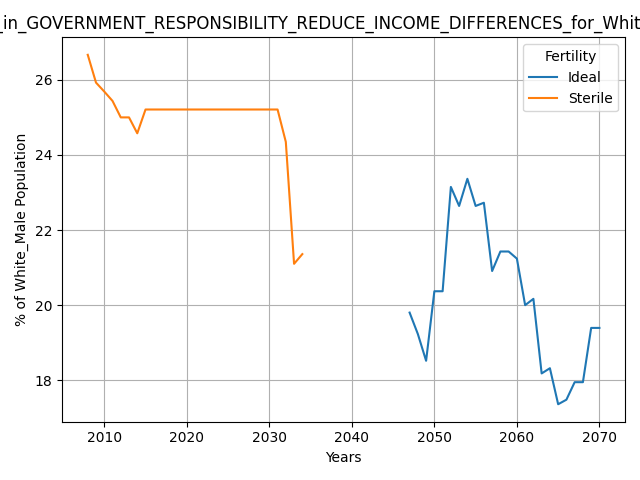 _in_GOVERNMENT_RESPONSIBILITY_REDUCE_INCOME_DIFFERENCES_for_Whit
Fertility
Ideal
Sterile
26
24
22
20
18
% of White_Male Population
2010 2020 2030 2040 2050 2060 2070
Years